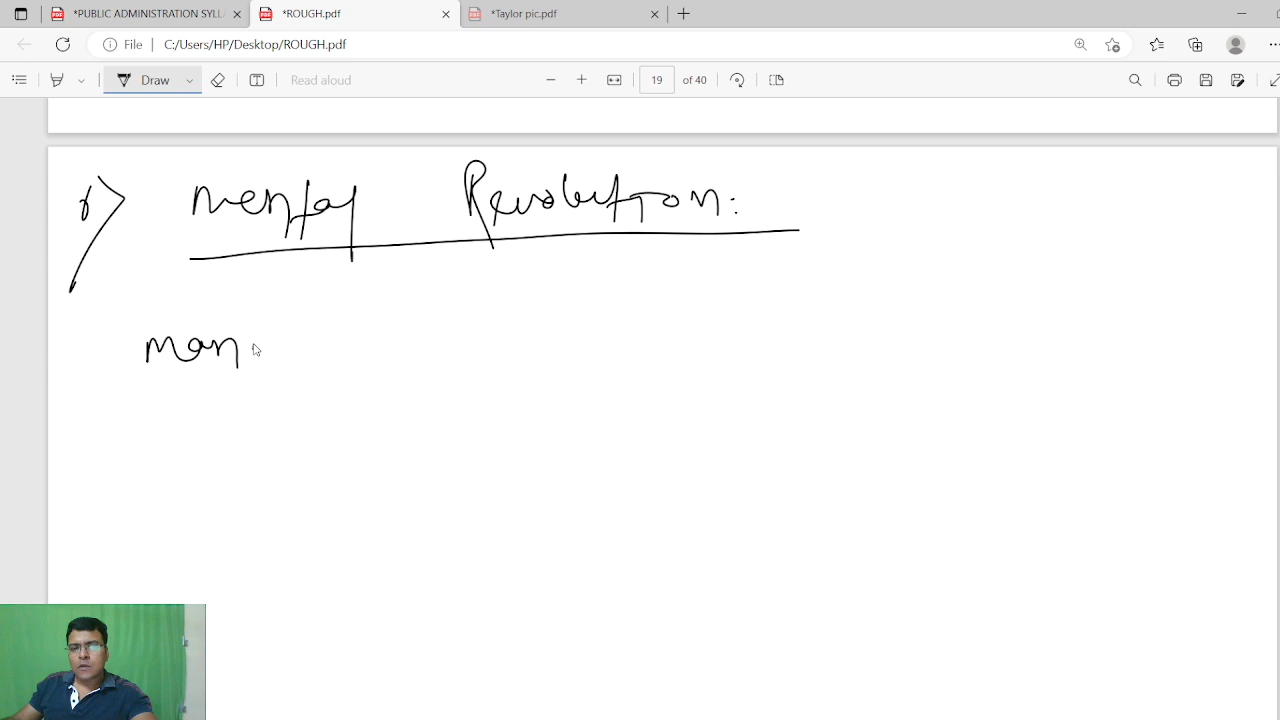 *PUBLIC ADMINISTRATION SYLLA
*ROUGH.pdf
*Taylor pic.pdf
File
C:/Users/HP/Desktop/ROUGH.pdf
Draw
Read aloud
19 of 40
Mental Revolution:
man